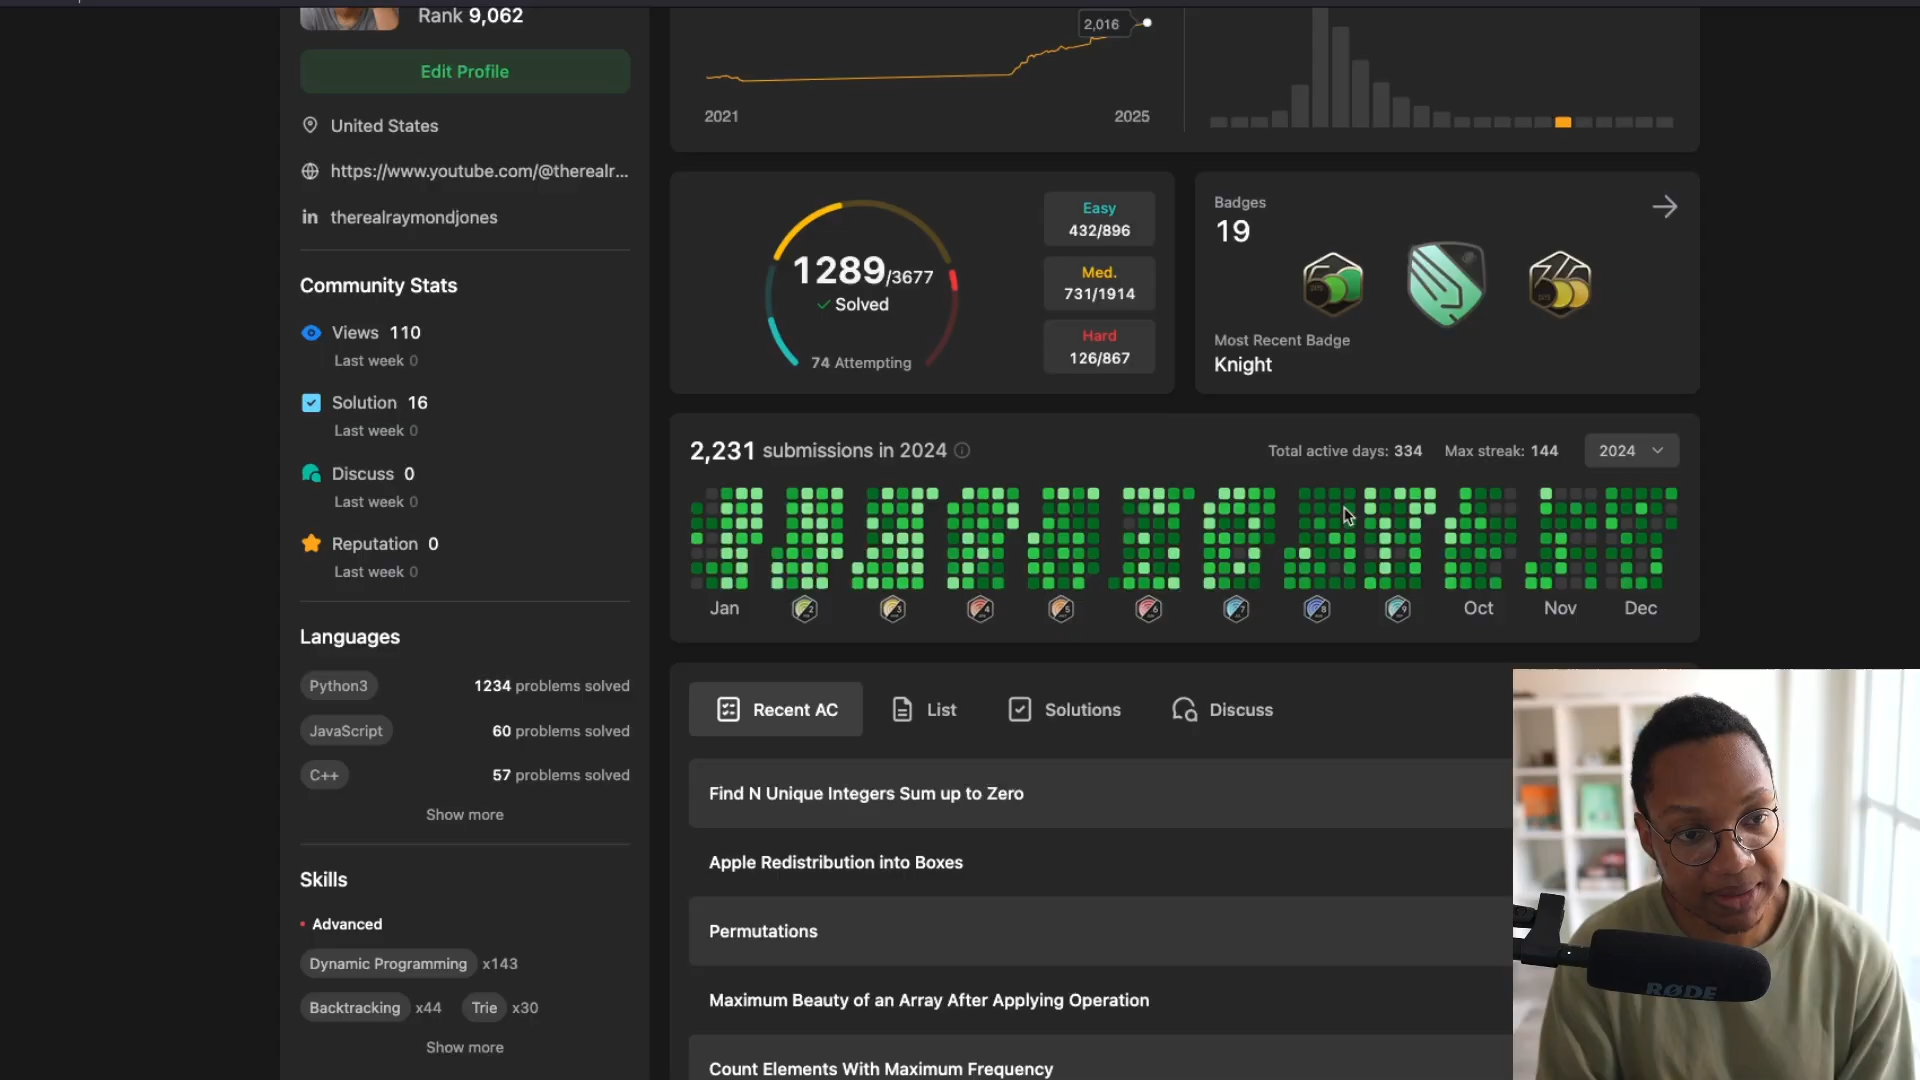 Rank 9,062
Edit Profile
United States
https://www.youtube.com/@therealr...
in therealraymondjones
Community Stats
Views 110
Last week 0
Solution 16
Last week 0
Discuss 0
Last week 0
Reputation 0
Last week 0
Languages
Python3 1234 problems solved
JavaScript 60 problems solved
C++ 57 problems solved
Show more
Skills
Advanced
Dynamic Programming x143
Backtracking x44 Trie x30
Show more
2,016
2021 2025
1289/3677
Solved
74 Attempting
Easy
432/896
Med.
731/1914
Hard
126/867
Badges
19
Most Recent Badge
Knight
2,231 submissions in 2024
Total active days: 334 Max streak: 144 2024
Jan Oct Nov Dec
Recent AC List Solutions Discuss
Find N Unique Integers Sum up to Zero
Apple Redistribution into Boxes
Permutations
Maximum Beauty of an Array After Applying Operation
Count Elements With Maximum Frequency
RØDE